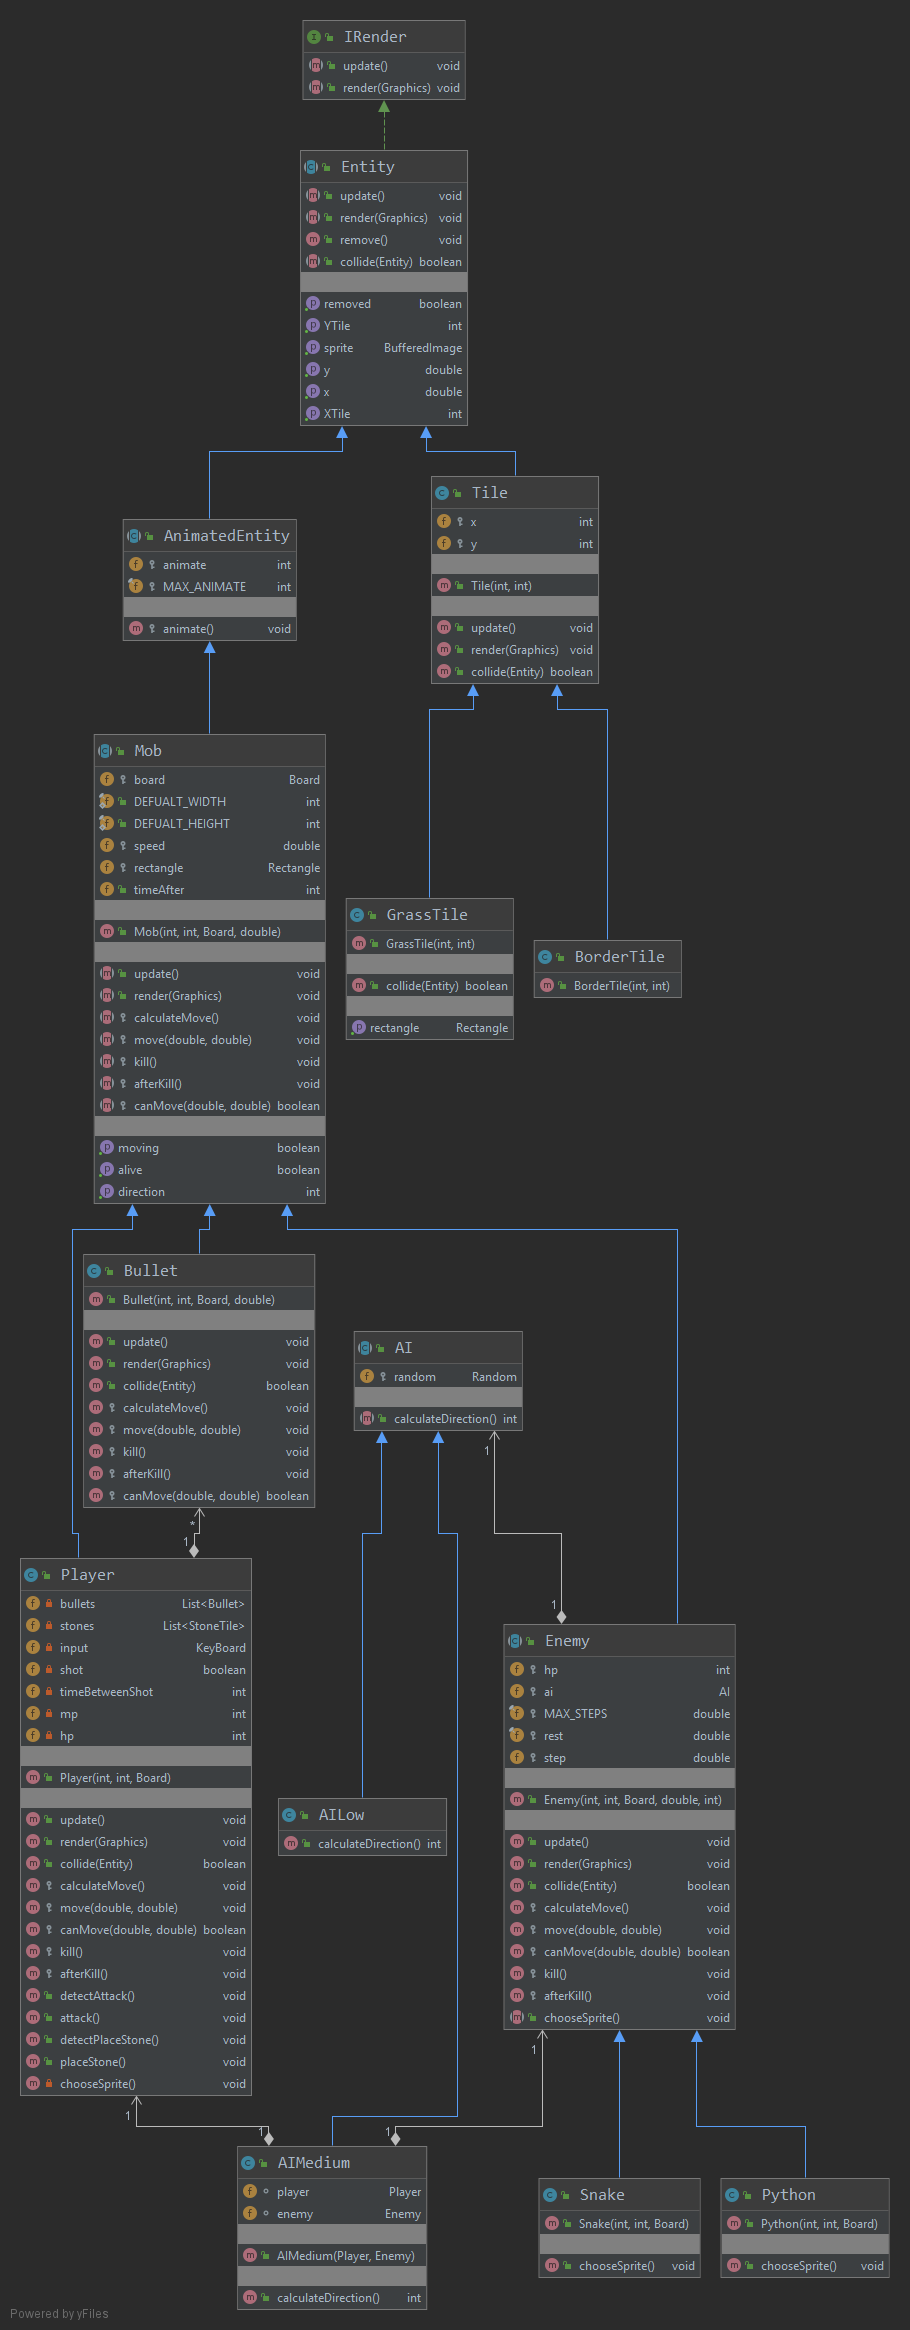 IRender
update() void
render(Graphics) void
Entity
update() void
render(Graphics) void
remove() void
collide(Entity) boolean
removed boolean
YTile int
sprite BufferedImage
y double
x double
XTile int
Tile
x int
y int
Tile(int, int)
update() void
render(Graphics) void
collide(Entity) boolean
AnimatedEntity
animate int
MAX_ANIMATE int
animate() void
Mob
board Board
DEFUALT_WIDTH int
DEFUALT_HEIGHT int
speed double
rectangle Rectangle
timeAfter int
Mob(int, int, Board, double)
update() void
render(Graphics) void
calculateMove() void
move(double, double) void
kill() void
afterKill() void
canMove(double, double) boolean
moving boolean
alive boolean
direction int
GrassTile
GrassTile(int, int)
collide(Entity) boolean
rectangle Rectangle
BorderTile
BorderTile(int, int)
Bullet
Bullet(int, int, Board, double)
update() void
render(Graphics) void
collide(Entity) boolean
calculateMove() void
move(double, double) void
kill() void
afterKill() void
canMove(double, double) boolean
AI
random Random
calculateDirection() int
1
*
1
1
Player
bullets List<Bullet>
stones List<StoneTile>
input KeyBoard
shot boolean
timeBetweenShot int
mp int
hp int
Player(int, int, Board)
update() void
render(Graphics) void
collide(Entity) boolean
calculateMove() void
move(double, double) void
canMove(double, double) boolean
kill() void
afterKill() void
detectAttack() void
attack() void
detectPlaceStone() void
placeStone() void
chooseSprite() void
Enemy
hp int
ai AI
MAX_STEPS double
rest double
step double
Enemy(int, int, Board, double, int)
update() void
render(Graphics) void
collide(Entity) boolean
calculateMove() void
move(double, double) void
canMove(double, double) boolean
kill() void
afterKill() void
chooseSprite() void
AILow
calculateDirection() int
1
1
1
1
AIMedium
player Player
enemy Enemy
AIMedium(Player, Enemy)
calculateDirection() int
Snake
Snake(int, int, Board)
chooseSprite() void
Python
Python(int, int, Board)
chooseSprite() void
Powered by yFiles